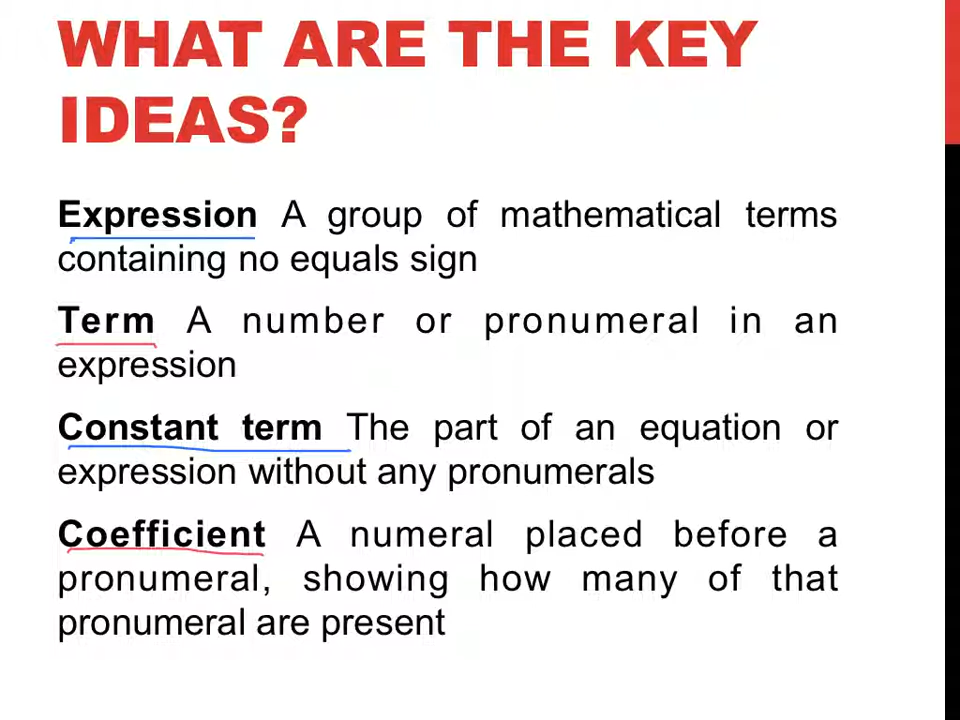 WHAT ARE THE KEY
IDEAS?
Expression A group of mathematical terms
containing no equals sign
Term A number or pronumeral in an
expression
Constant term The part of an equation or
expression without any pronumerals
Coefficient A numeral placed before a
pronumeral, showing how many of that
pronumeral are present